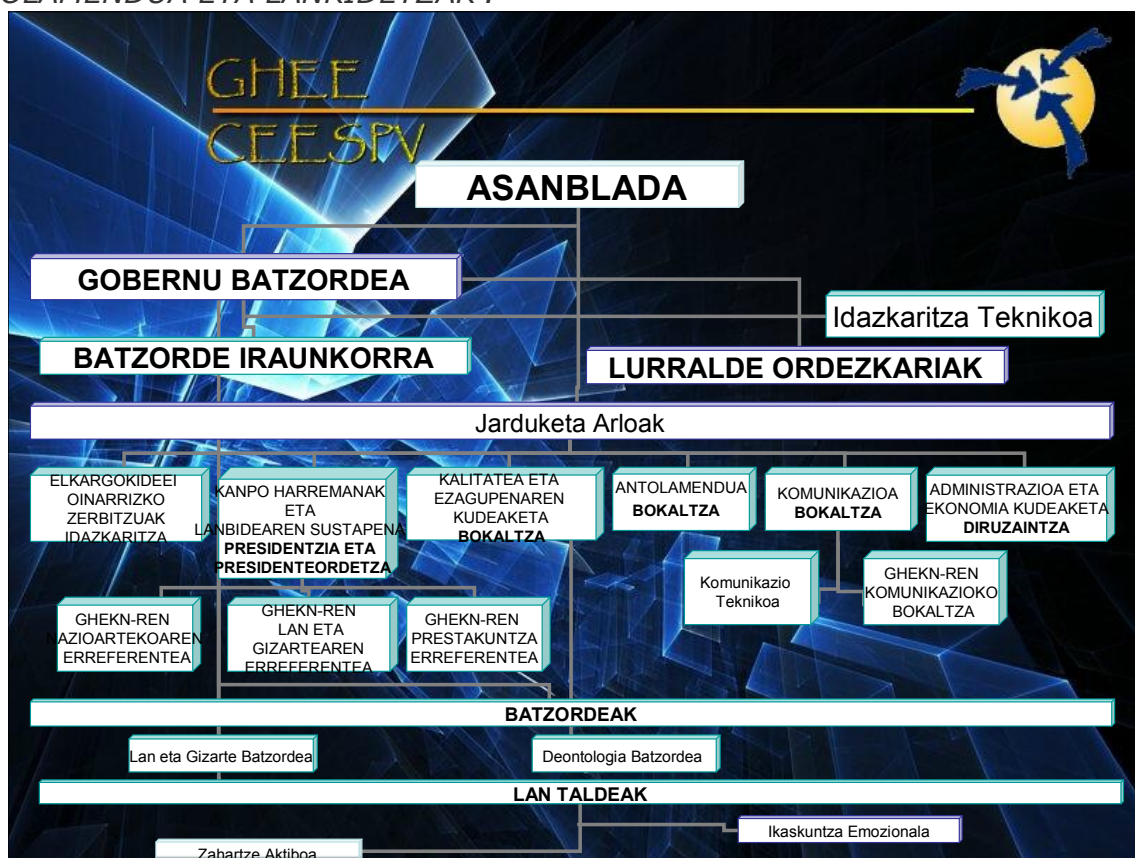 GHEE
CEESPV
ASANBLADA
GOBERNU BATZORDEA
Idazkaritza Teknikoa
BATZORDE IRAUNKORRA
LURRALDE ORDEZKARIAK
Jarduketa Arloak
ELKARGOKIDEEI
OINARRIZKO
ZERBITZUAK
IDAZKARITZA
KANPO HARREMANAK
ETA
LANBIDEAREN SUSTAPENA
PRESIDENTZIA ETA
PRESIDENTEORDETZA
KALITATEA ETA
EZAGUPENAREN
KUDEAKETA
BOKALTZA
ANTOLAMENDUA
BOKALTZA
KOMUNIKAZIOA
BOKALTZA
ADMINISTRAZIOA ETA
EKONOMIA KUDEAKETA
DIRUZAINTZA
Komunikazio
Teknikoa
GHEKN-REN
KOMUNIKAZIOKO
BOKALTZA
GHEKN-REN
NAZIOARTEKOAREN
ERREFERENTEA
GHEKN-REN
LAN ETA
GIZARTEAREN
ERREFERENTEA
GHEKN-REN
PRESTAKUNTZA
ERREFERENTEA
BATZORDEAK
Lan eta Gizarte Batzordea
Deontologia Batzordea
LAN TALDEAK
Ikaskuntza Emozionala
Zahartze Aktiboa